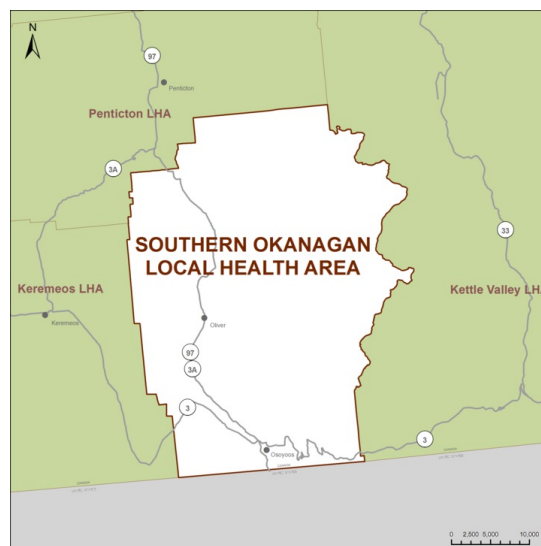 N
97
Penticton
Penticton LHA
3A
33
SOUTHERN OKANAGAN
LOCAL HEALTH AREA
Keremeos LHA
Kettle Valley LH
Keremeos
Oliver
97
3A
3
3
Osoyoos
0 2,500 5,000 10,000